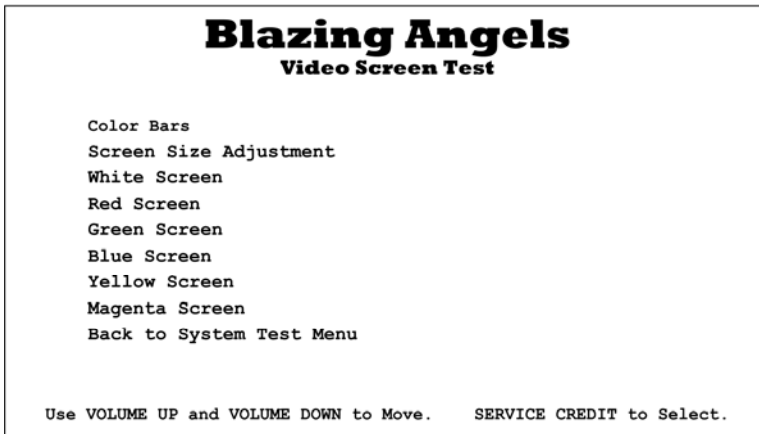 Blazing Angels
Video Screen Test
Color Bars
Screen Size Adjustment
White Screen
Red Screen
Green Screen
Blue Screen
Yellow Screen
Magenta Screen
Back to System Test Menu
Use VOLUME UP and VOLUME DOWN to Move. SERVICE CREDIT to Select.